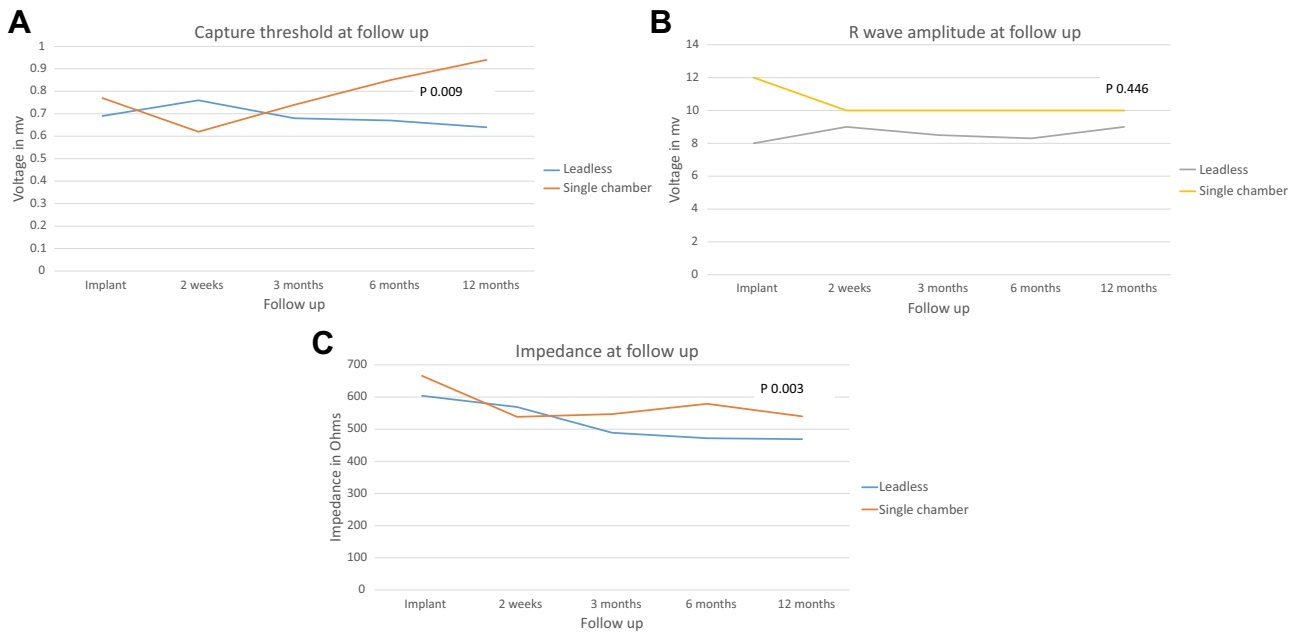 A
Capture threshold at follow up
1
0.9
0.8
0.7
0.6
0.5
0.4
0.3
0.2
0.1
0
Voltage in mv
P 0.009
Implant 2 weeks 3 months 6 months 12 months
Follow up
Leadless
Single chamber
B
R wave amplitude at follow up
14
12
10
8
6
4
2
0
Voltage in mv
P 0.446
Implant 2 weeks 3 months 6 months 12 months
Follow up
Leadless
Single chamber
C
Impedance at follow up
700
600
500
400
300
200
100
0
Impedance in Ohms
P 0.003
Implant 2 weeks 3 months 6 months 12 months
Follow up
Leadless
Single chamber